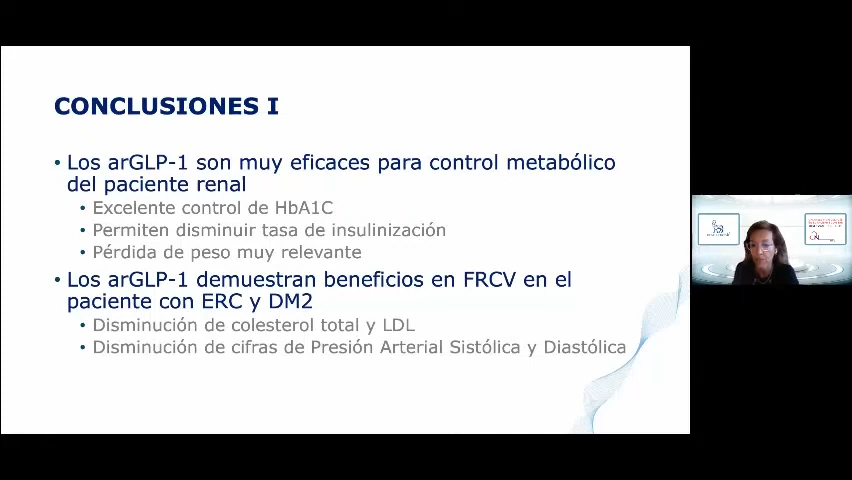 CONCLUSIONES I
• Los arGLP-1 son muy eficaces para control metabólico
del paciente renal
• Excelente control de HbA1C
• Permiten disminuir tasa de insulinización
• Pérdida de peso muy relevante
• Los arGLP-1 demuestran beneficios en FRCV en el
paciente con ERC y DM2
• Disminución de colesterol total y LDL
• Disminución de cifras de Presión Arterial Sistólica y Diastólica